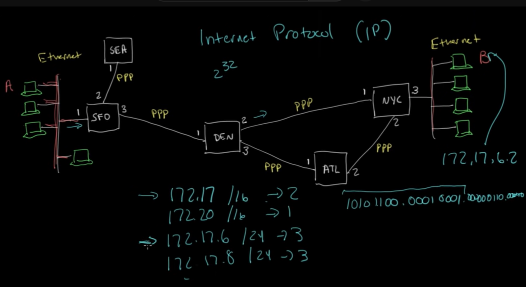 Internet Protocol (IP)
2^32
Ethernet
SEA
1
PPP
A
2
SFO
1
3
PPP
1
DEN
2
3
PPP
PPP
1
ATL
2
PPP
1
NYC
3
2
Ethernet
B
172.17.6.2
10101100.00010001.00000110.
→ 172.17 /16 → 2
172.20 /16 → 1
→ 172.17.6 /24 → 3
172 17.8 /24 → 3